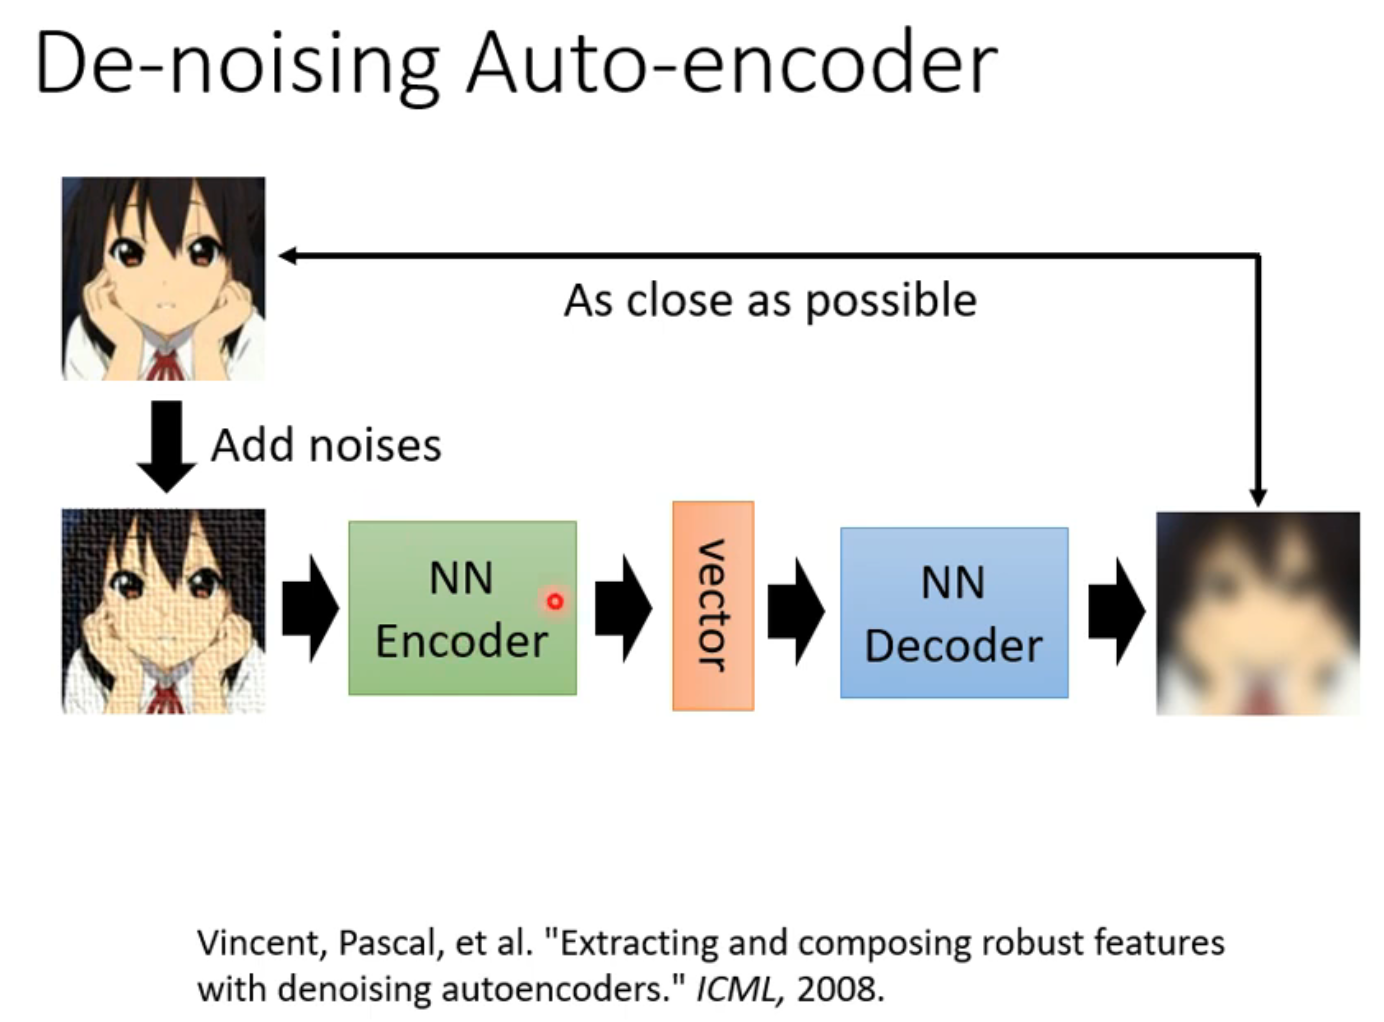 De-noising Auto-encoder
As close as possible
Add noises
NN
Encoder
vector
NN
Decoder
Vincent, Pascal, et al. "Extracting and composing robust features
with denoising autoencoders." ICML, 2008.